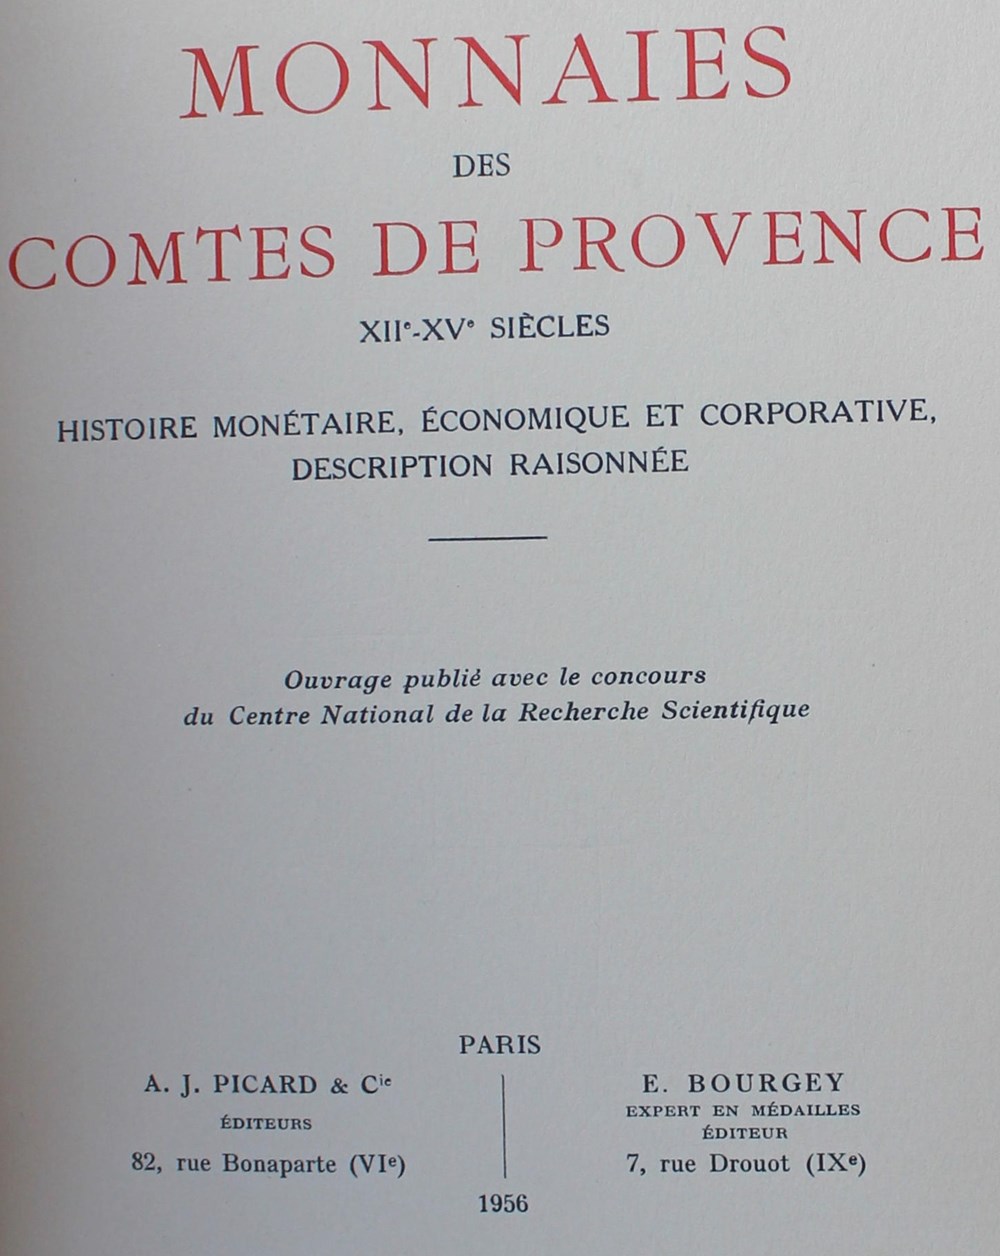 MONNAIES
DES
COMTES DE PROVENCE
XIIe-XVe SIÈCLES
HISTOIRE MONÉTAIRE, ÉCONOMIQUE ET CORPORATIVE,
DESCRIPTION RAISONNÉE
Ouvrage publié avec le concours
du Centre National de la Recherche Scientifique
PARIS
A. J. PICARD & Cie
ÉDITEURS
82, rue Bonaparte (VIe)
E. BOURGEY
EXPERT EN MÉDAILLES
ÉDITEUR
7, rue Drouot (IXe)
1956